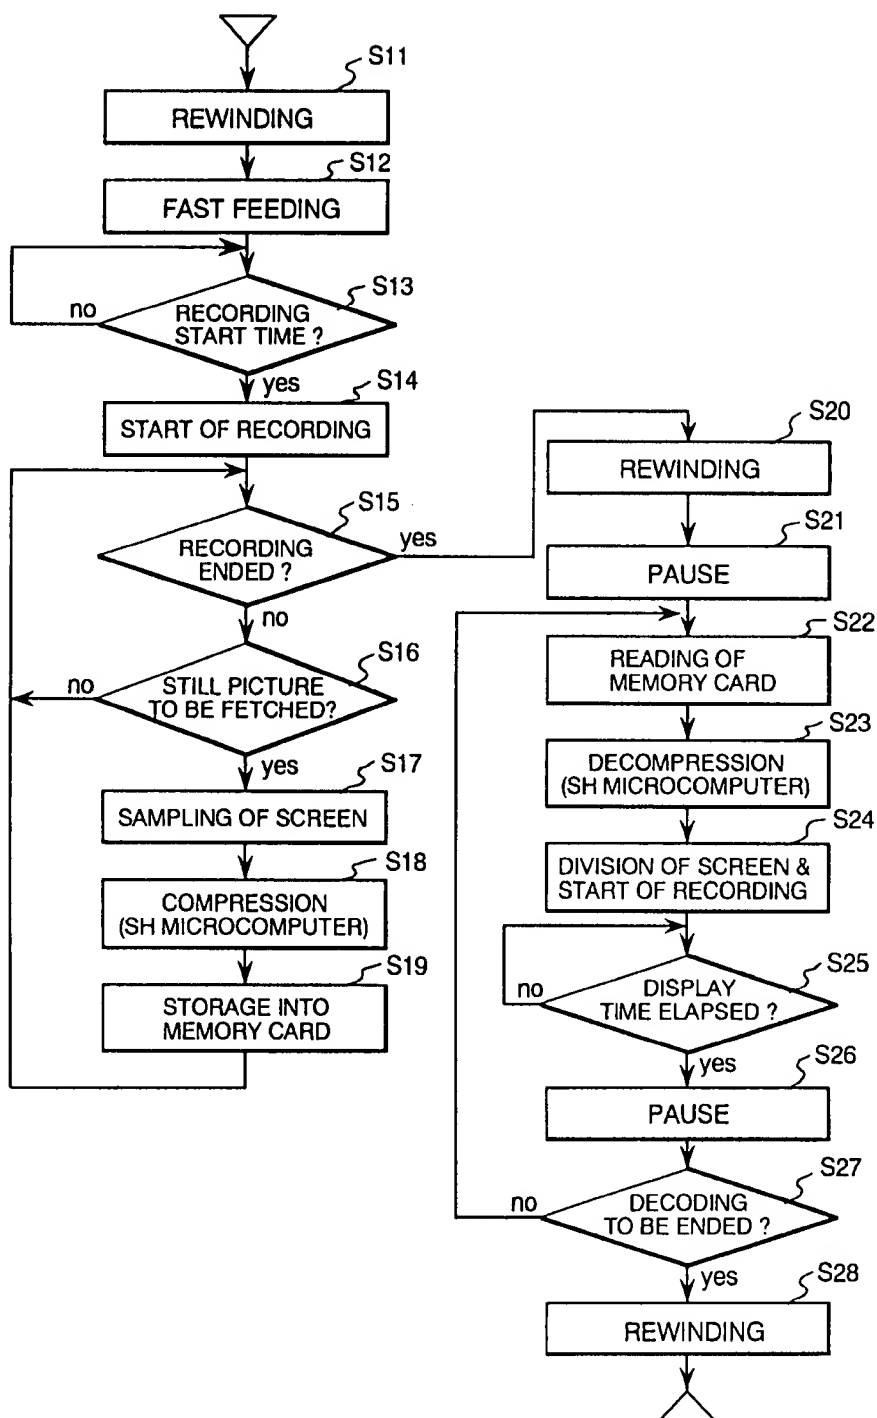 S11
REWINDING
S12
FAST FEEDING
S13
no
RECORDING
START TIME ?
yes
S14
START OF RECORDING
S15
RECORDING
ENDED ?
yes
no
S16
no
STILL PICTURE
TO BE FETCHED?
yes
S17
SAMPLING OF SCREEN
S18
COMPRESSION
(SH MICROCOMPUTER)
S19
STORAGE INTO
MEMORY CARD
S20
REWINDING
S21
PAUSE
S22
READING OF
MEMORY CARD
S23
DECOMPRESSION
(SH MICROCOMPUTER)
S24
DIVISION OF SCREEN &
START OF RECORDING
S25
no
DISPLAY
TIME ELAPSED ?
yes
S26
PAUSE
S27
no
DECODING
TO BE ENDED ?
yes
S28
REWINDING